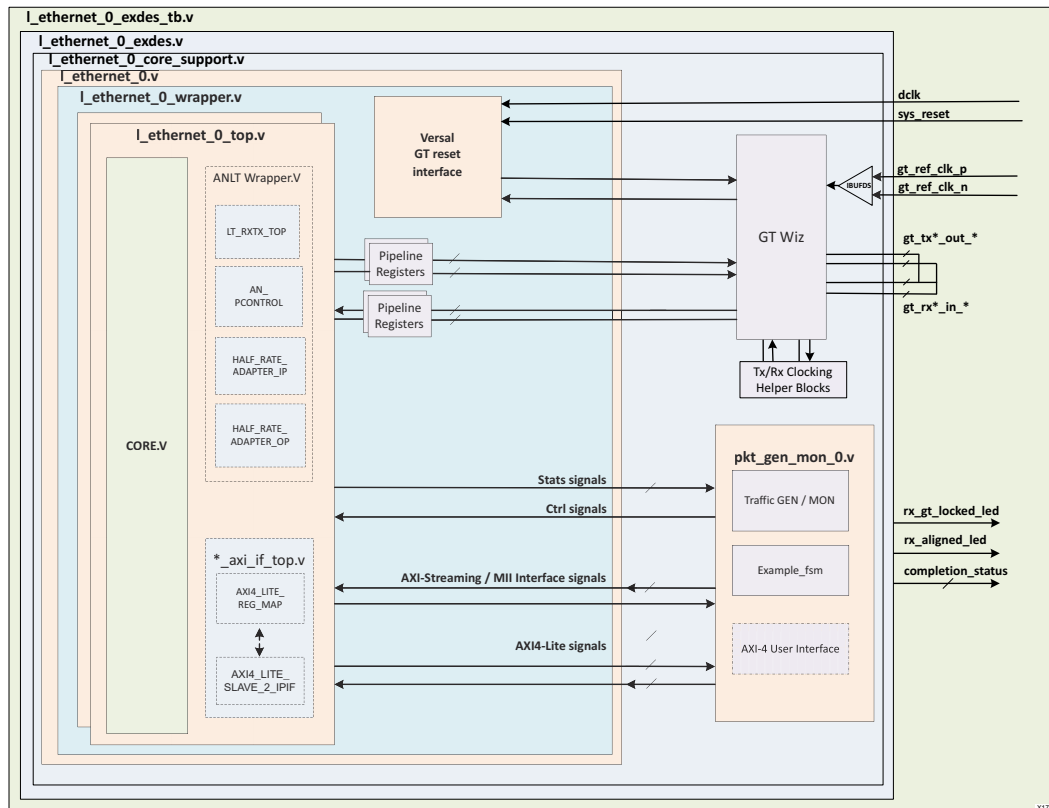 l_ethernet_0_exdes_tb.v
l_ethernet_0_exdes.v
l_ethernet_0_core_support.v
l_ethernet_0.v
l_ethernet_0_wrapper.v
l_ethernet_0_top.v
CORE.V
ANLT Wrapper.V
LT_RXTX_TOP
AN_
PCONTROL
HALF_RATE_
ADAPTER_IP
HALF_RATE_
ADAPTER_OP
*_axi_if_top.v
AXI4_LITE_
REG_MAP
AXI4_LITE_
SLAVE_2_IPIF
Versal
GT reset
interface
Pipeline
Registers
Pipeline
Registers
GT Wiz
IBUFDS
Tx/Rx Clocking
Helper Blocks
dclk
sys_reset
gt_ref_clk_p
gt_ref_clk_n
gt_tx*_out_*
gt_rx*_in_*
Stats signals
Ctrl signals
AXI-Streaming / MII Interface signals
AXI4-Lite signals
pkt_gen_mon_0.v
Traffic GEN / MON
Example_fsm
AXI-4 User Interface
rx_gt_locked_led
rx_aligned_led
completion_status